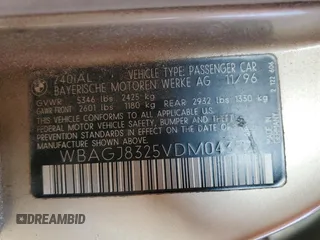 740iAL VEHICLE TYPE: PASSENGER CAR
BAYERISCHE MOTOREN WERKE AG 11/96
GVWR: 5346 lbs 2425 kg
GAWR FRONT 2601 lbs 1180 kg REAR 2932 lbs 1330 kg
THIS VEHICLE CONFORMS TO ALL APPLICABLE
FEDERAL MOTOR VEHICLE
SAFETY, BUMPER, AND THEFT PREVENTION
STANDARDS IN EFFECT ON THE DATE OF
MANUFACTURE SHOWN ABOVE.
WBAGJ8325VDM04
DREAMBID